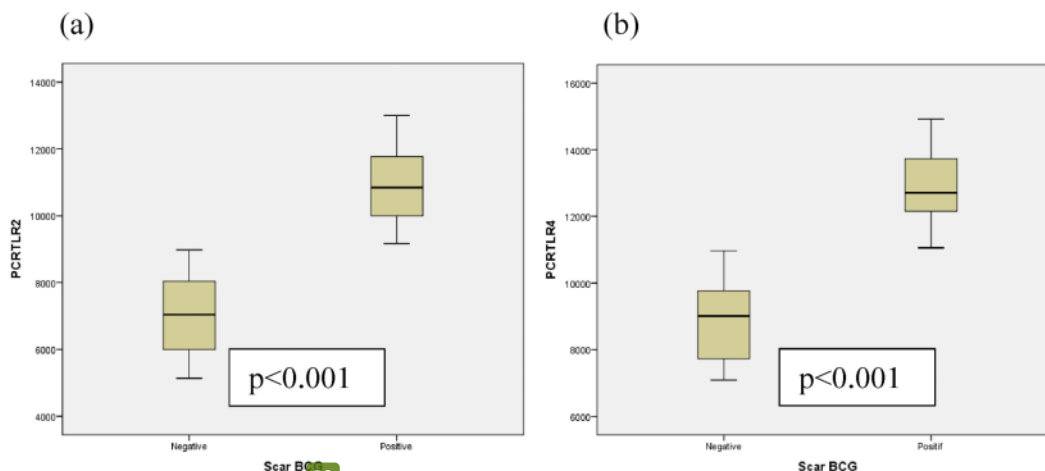 (a)
(b)
14000
12000
10000
8000
6000
4000
PCRTLR2
p<0.001
Negative
Positive
Scar BCG
16000
14000
12000
10000
8000
6000
PCRTLR4
p<0.001
Negative
Positif
Scar BCG